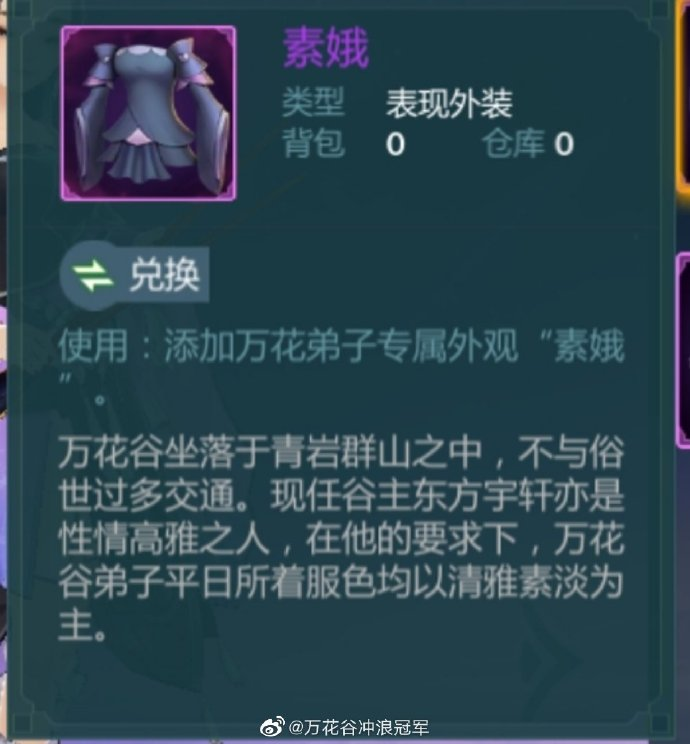 素娥
类型 表现外装
背包 0 仓库 0
兑换
使用：添加万花弟子专属外观“素娥
”。
万花谷坐落于青岩群山之中，不与俗
世过多交通。现任谷主东方宇轩亦是
性情高雅之人，在他的要求下，万花
谷弟子平日所着服色均以清雅素淡为
主。
@万花谷冲浪冠军